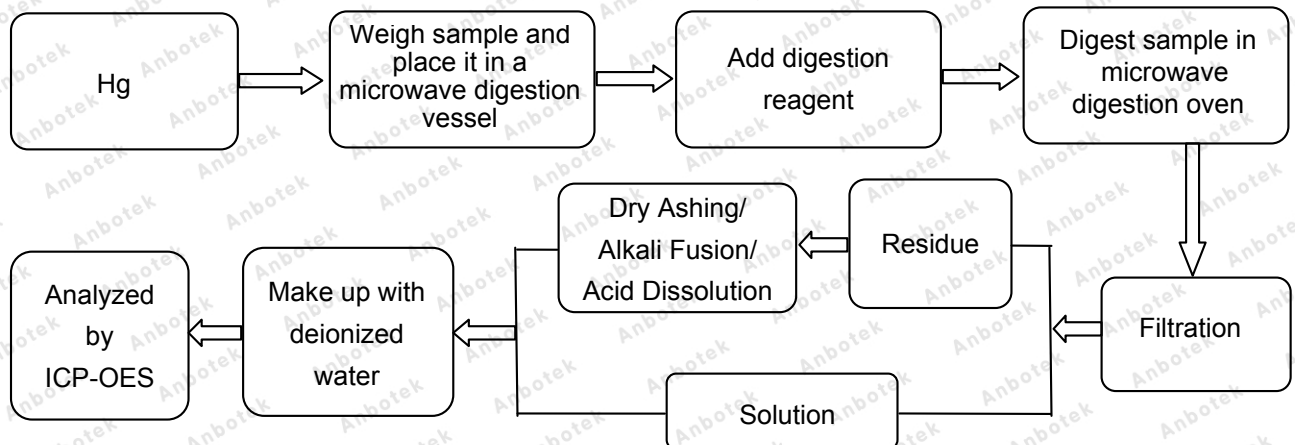 Hg
Weigh sample and
place it in a
microwave digestion
vessel
Add digestion
reagent
Digest sample in
microwave
digestion oven
Filtration
Residue
Dry Ashing/
Alkali Fusion/
Acid Dissolution
Solution
Make up with
deionized
water
Analyzed
by
ICP-OES
Anbotek